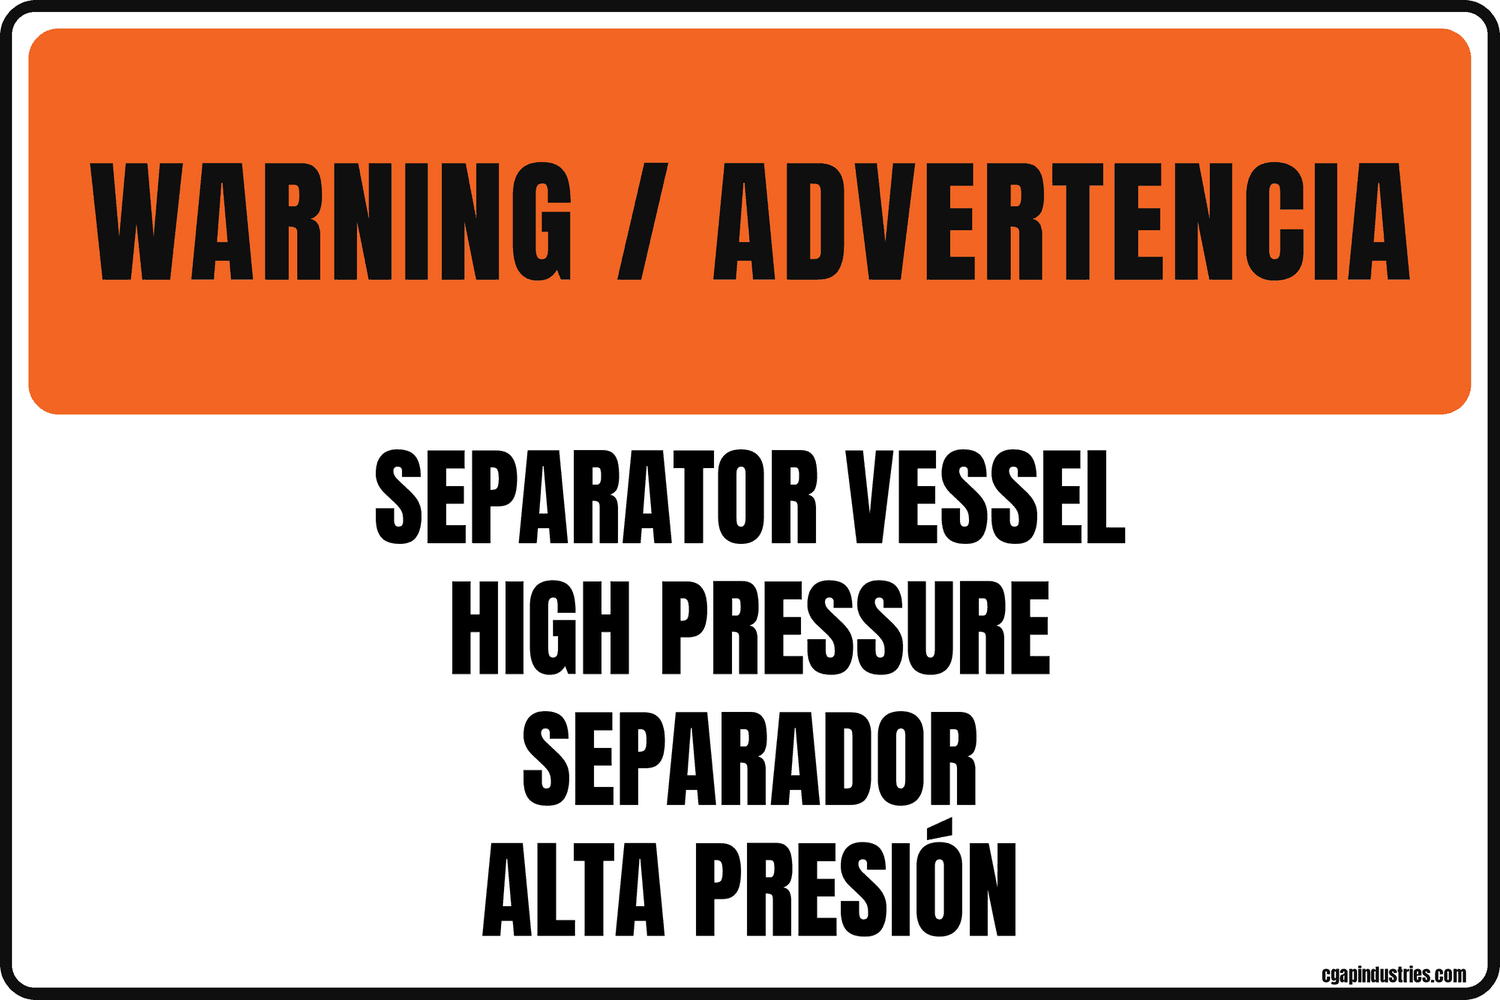 WARNING / ADVERTENCIA
SEPARATOR VESSEL
HIGH PRESSURE
SEPARADOR
ALTA PRESIÓN
cgapindustries.com